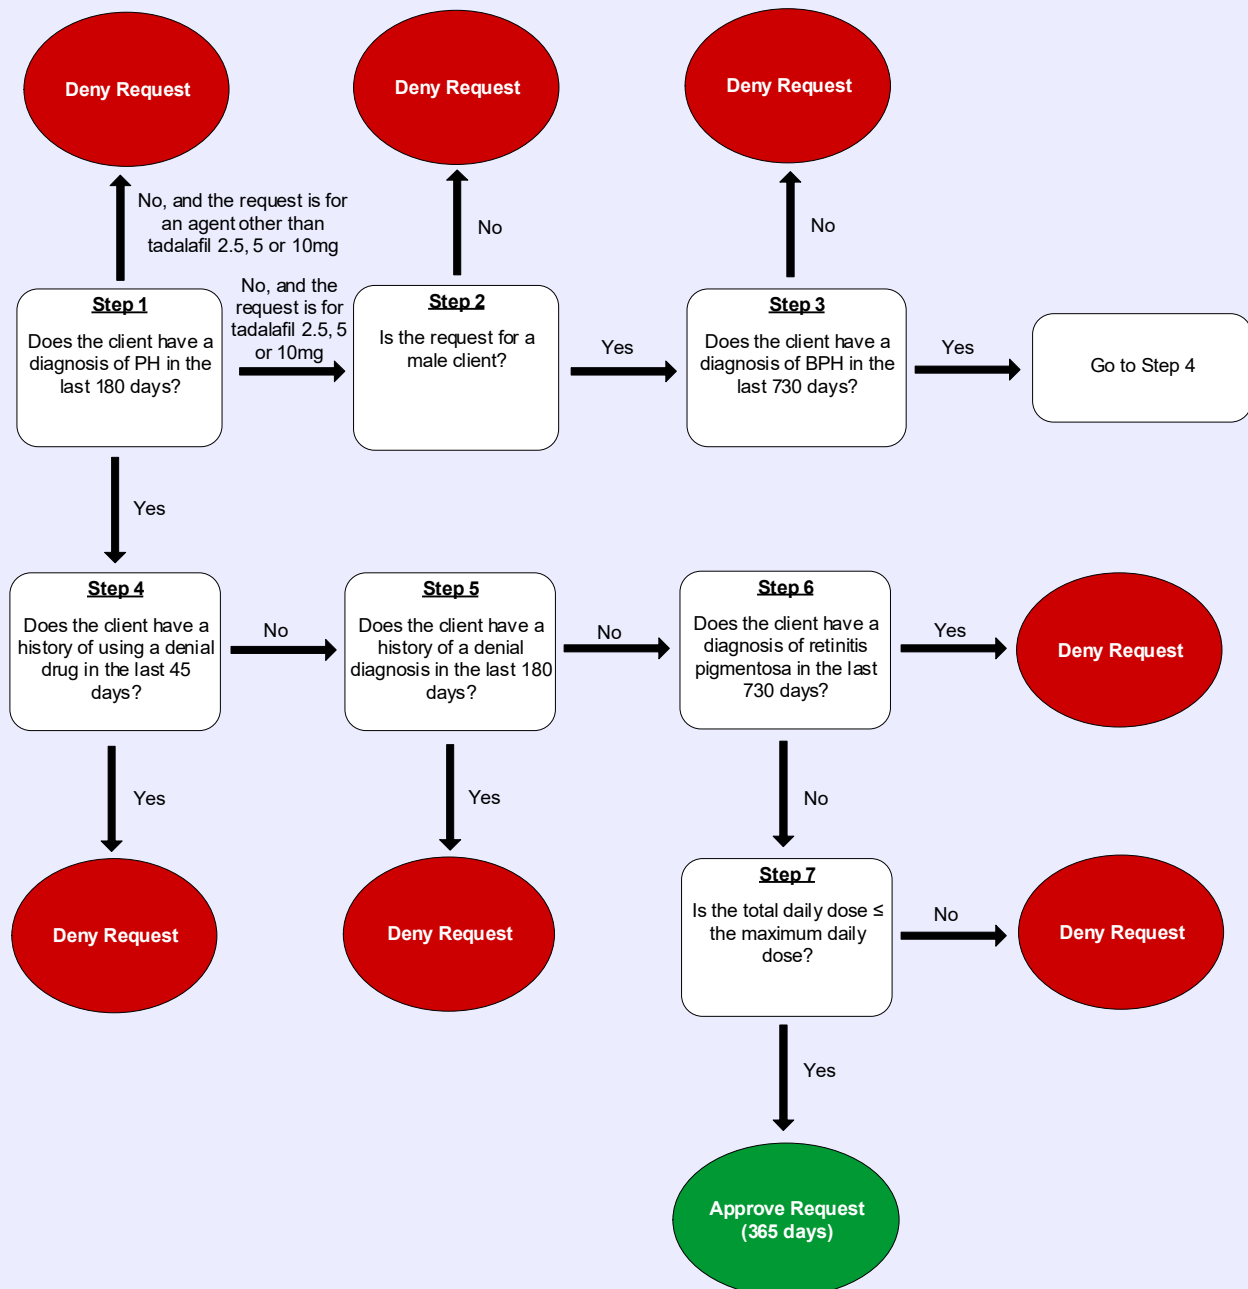 Deny Request
Deny Request
Deny Request
No, and the request is for
an agent other than
tadalafil 2.5, 5 or 10mg
No
No
No, and the
request is for
tadalafil 2.5, 5
or 10mg
Step 1
Does the client have a
diagnosis of PH in the
last 180 days?
Step 2
Is the request for a
male client?
Yes
Step 3
Does the client have a
diagnosis of BPH in the
last 730 days?
Yes
Go to Step 4
Yes
Step 4
Does the client have a
history of using a denial
drug in the last 45
days?
No
Step 5
Does the client have a
history of a denial
diagnosis in the last 180
days?
No
Step 6
Does the client have a
diagnosis of retinitis
pigmentosa in the last
730 days?
Yes
Deny Request
Yes
Yes
No
Deny Request
Deny Request
Step 7
Is the total daily dose ≤
the maximum daily
dose?
No
Deny Request
Yes
Approve Request
(365 days)